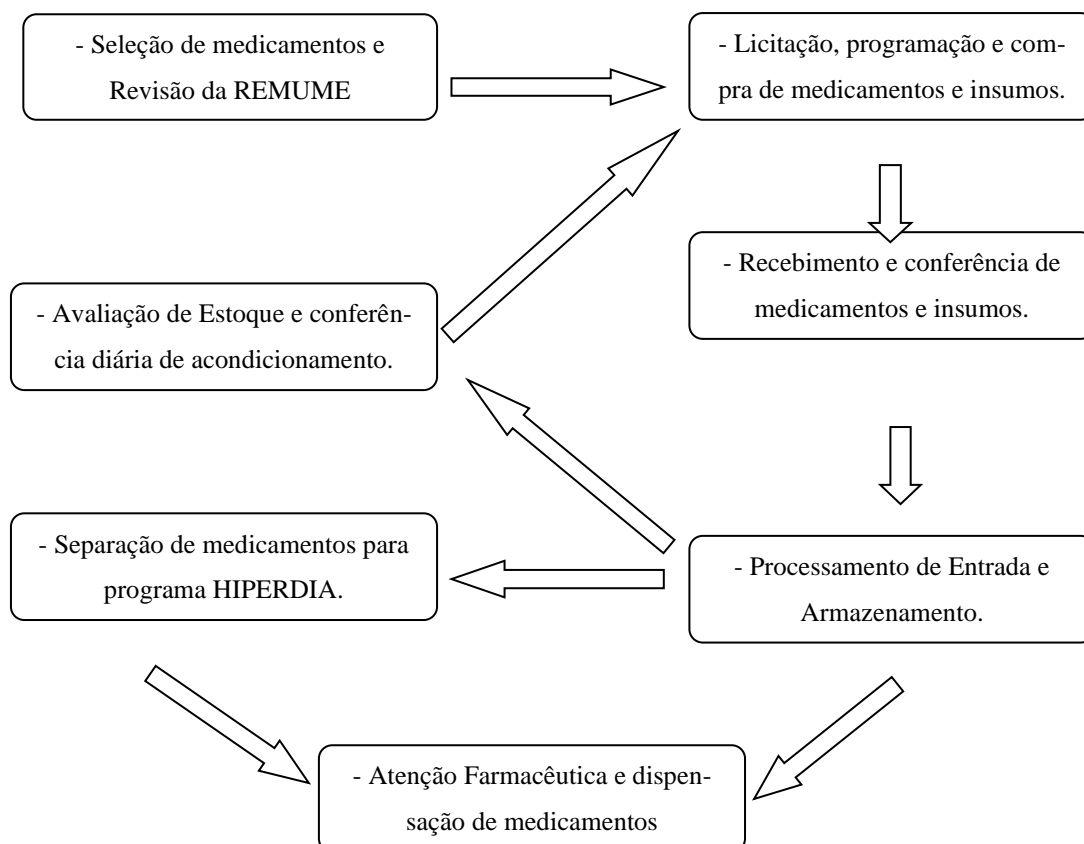 - Seleção de medicamentos e
Revisão da REMUME
- Licitação, programação e com-
pra de medicamentos e insumos.
- Recebimento e conferência de
medicamentos e insumos.
- Avaliação de Estoque e conferên-
cia diária de acondicionamento.
- Separação de medicamentos para
programa HIPERDIA.
- Processamento de Entrada e
Armazenamento.
- Atenção Farmacêutica e dispen-
sação de medicamentos